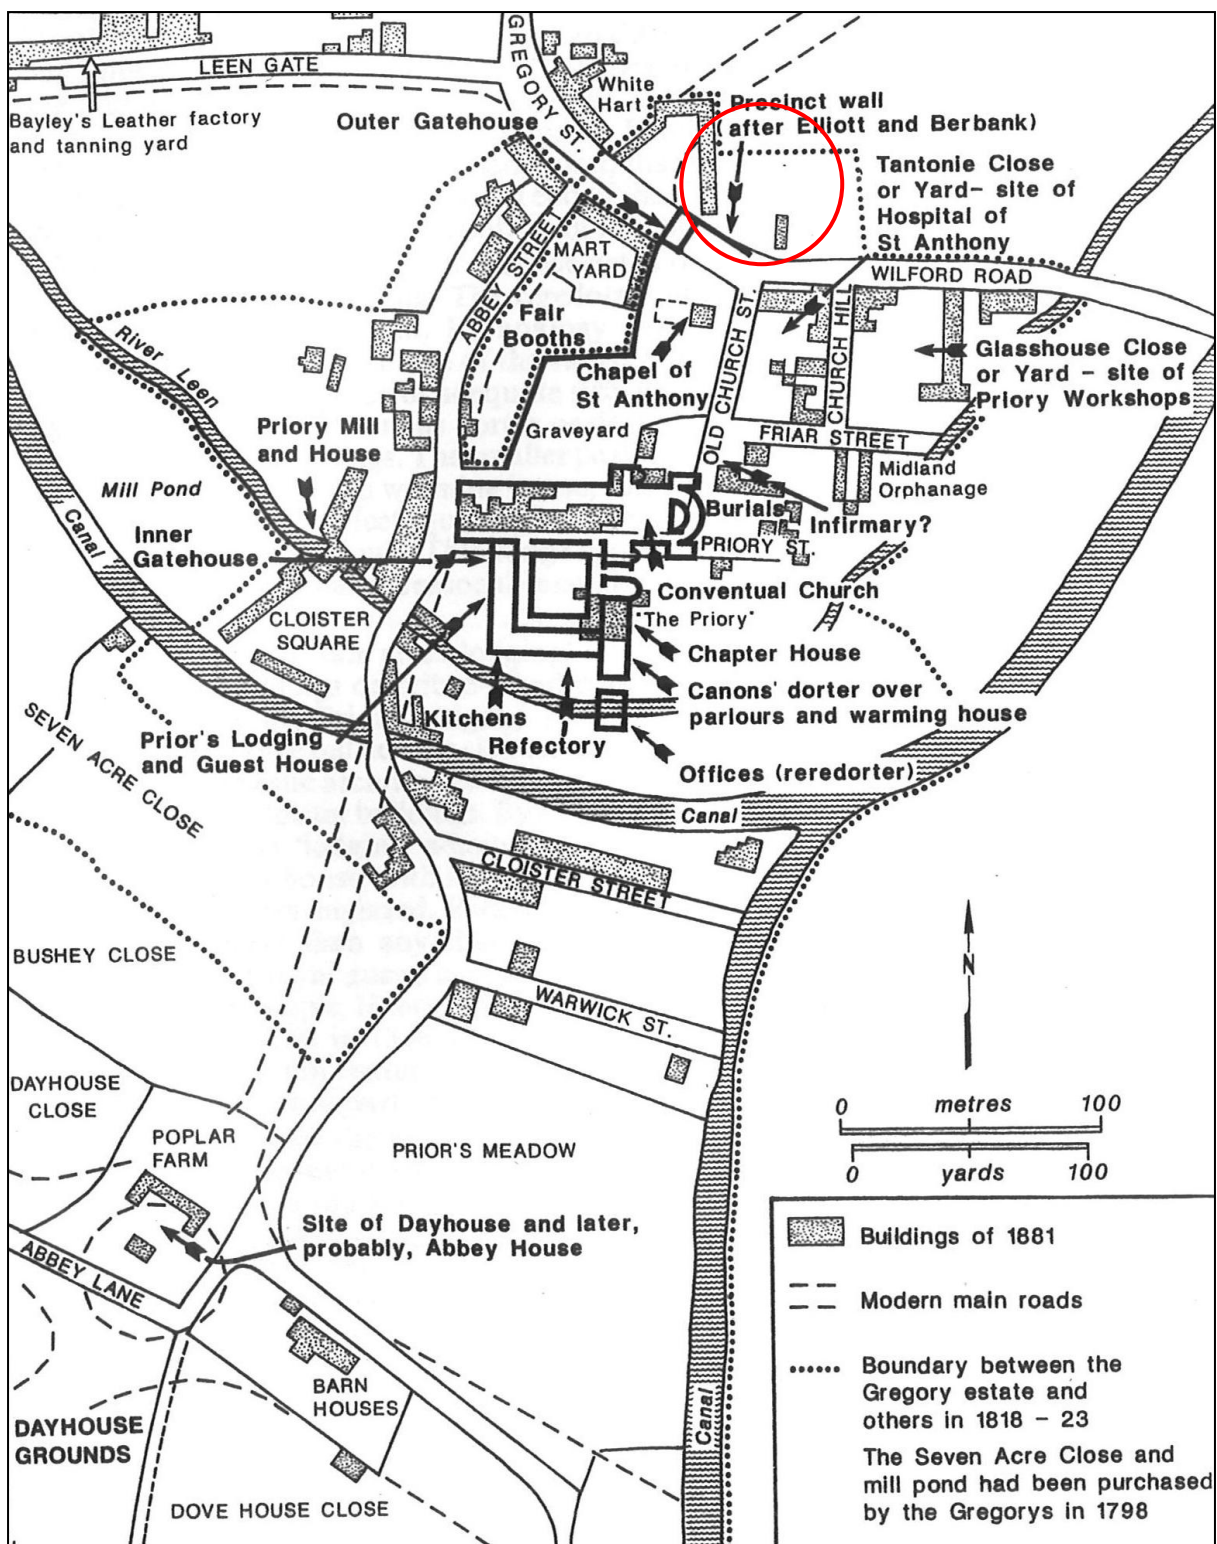 GREGORY ST.
LEEN GATE
White
Hart
Bayley's Leather factory
and tanning yard
Outer Gatehouse
Precinct wall
(after Elliott and Berbank)
Tantonie Close
or Yard – site of
Hospital of
St Anthony
ABBEY STREET
MART
YARD
WILFORD ROAD
River Leen
Fair
Booths
OLD CHURCH ST.
CHURCH HILL
Glasshouse Close
or Yard – site of
Priory Workshops
Chapel of
St Anthony
Priory Mill
and House
Graveyard
FRIAR STREET
Midland
Orphanage
Mill Pond
Canal
Burials
Infirmary?
Inner
Gatehouse
PRIORY ST.
Conventual Church
CLOISTER
SQUARE
"The Priory"
Chapter House
Canons' dorter over
parlours and warming house
Kitchens
Refectory
Prior's Lodging
and Guest House
Offices (reredorter)
SEVEN ACRE CLOSE
Canal
CLOISTER STREET
BUSHEY CLOSE
N
WARWICK ST.
DAYHOUSE
CLOSE
0 metres 100
0 yards 100
POPLAR
FARM
PRIOR'S MEADOW
Site of Dayhouse and later,
probably, Abbey House
ABBEY LANE
Buildings of 1881
Modern main roads
Boundary between the
Gregory estate and
others in 1818 – 23
The Seven Acre Close and
mill pond had been purchased
by the Gregorys in 1798
BARN
HOUSES
Canal
DAYHOUSE
GROUNDS
DOVE HOUSE CLOSE